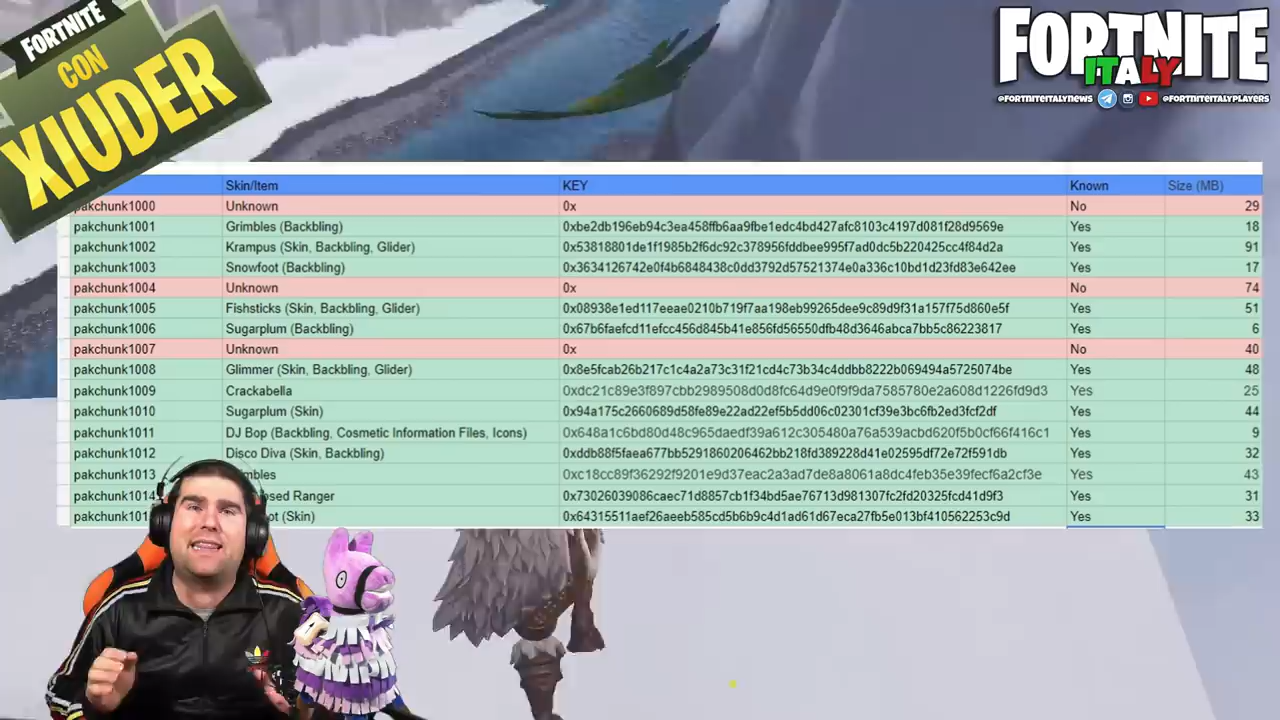 FORTNITE
CON
XIUDER
FORTNITE
ITALY
@FORTNITEITALYNEWS @FORTNITEITALYPLAYERS
Skin/Item KEY Known Size (MB)
pakchunk1000 Unknown 0x No 29
pakchunk1001 Grimbles (Backbling) 0xbe2db196eb94c3ea458ffb6aa9fbe1edc4bd427afc8103c4197d081f28d9569e Yes 18
pakchunk1002 Krampus (Skin, Backbling, Glider) 0x53818801de1f1985b2f6dc92c378956fddbee995f7ad0dc5b220425cc4f84d2a Yes 91
pakchunk1003 Snowfoot (Backbling) 0x3634126742e0f4b6848438c0dd3792d57521374e0a336c10bd1d23fd83e642ee Yes 17
pakchunk1004 Unknown 0x No 74
pakchunk1005 Fishsticks (Skin, Backbling, Glider) 0x08938e1ed117eeae0210b719f7aa198eb99265dee9c89d9f31a157f75d860e5f Yes 51
pakchunk1006 Sugarplum (Backbling) 0x67b6faefcd11efcc456d845b41e856fd56550dfb48d3646abca7bb5c86223817 Yes 6
pakchunk1007 Unknown 0x No 40
pakchunk1008 Glimmer (Skin, Backbling, Glider) 0x8e5fcab26b217c1c4a2a73c31f21cd4c73b34c4ddbb8222b069494a5725074be Yes 48
pakchunk1009 Crackabella 0xdc21c89e3f897cbb2989508d0d8fc64d9e0f9f9da7585780e2a608d1226fd9d3 Yes 25
pakchunk1010 Sugarplum (Skin) 0x94a175c2660689d58fe89e22ad22ef5b5dd06c02301cf39e3bc6fb2ed3fcf2df Yes 44
pakchunk1011 DJ Bop (Backbling, Cosmetic Information Files, Icons) 0x648a1c6bd80d48c965daedf39a612c305480a76a539acbd620f5b0cf66f416c1 Yes 9
pakchunk1012 Disco Diva (Skin, Backbling) 0xddb88f5faea677bb5291860206462bb218fd389228d41e02595df72e72f591db Yes 32
pakchunk1013 mbles 0xc18cc89f36292f9201e9d37eac2a3ad7de8a8061a8dc4feb35e39fecf6a2cf3e Yes 43
pakchunk1014 osed Ranger 0x73026039086caec71d8857cb1f34bd5ae76713d981307fc2fd20325fcd41d9f3 Yes 31
pakchunk101 ot (Skin) 0x64315511aef26aeeb585cd5b6b9c4d1ad61d67eca27fb5e013bf410562253c9d Yes 33